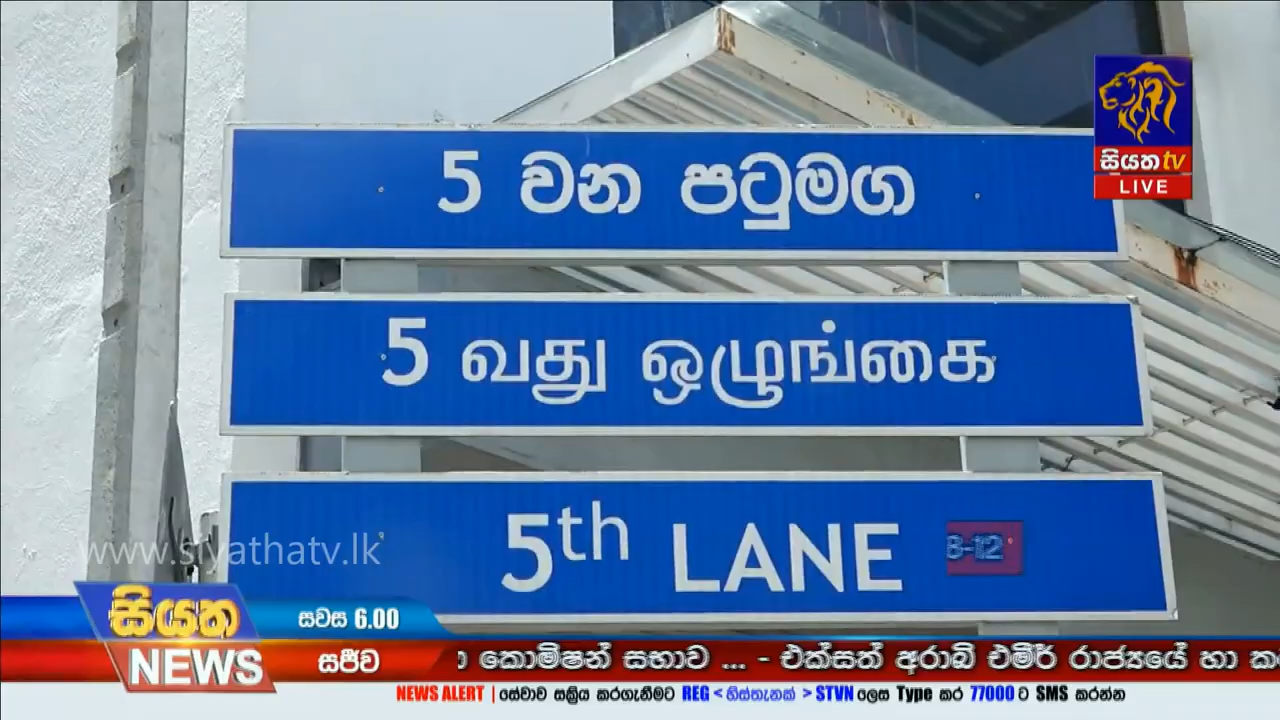 සියත tv
LIVE
5 වන පටුමග
5 வது ஒழுங்கை
5th LANE
B-12
www.siyathatv.lk
සියත
NEWS
සවස 6.00
සජීව
කොමිෂන් සභාව ... - එක්සත් අරාබි එමීර් රාජ්‍යයේ හා
NEWS ALERT | සේවාව සක්‍රිය කරගැනීමට REG < හිස්තැනක් > STVN ලෙස Type කර 77000 ට SMS කරන්න